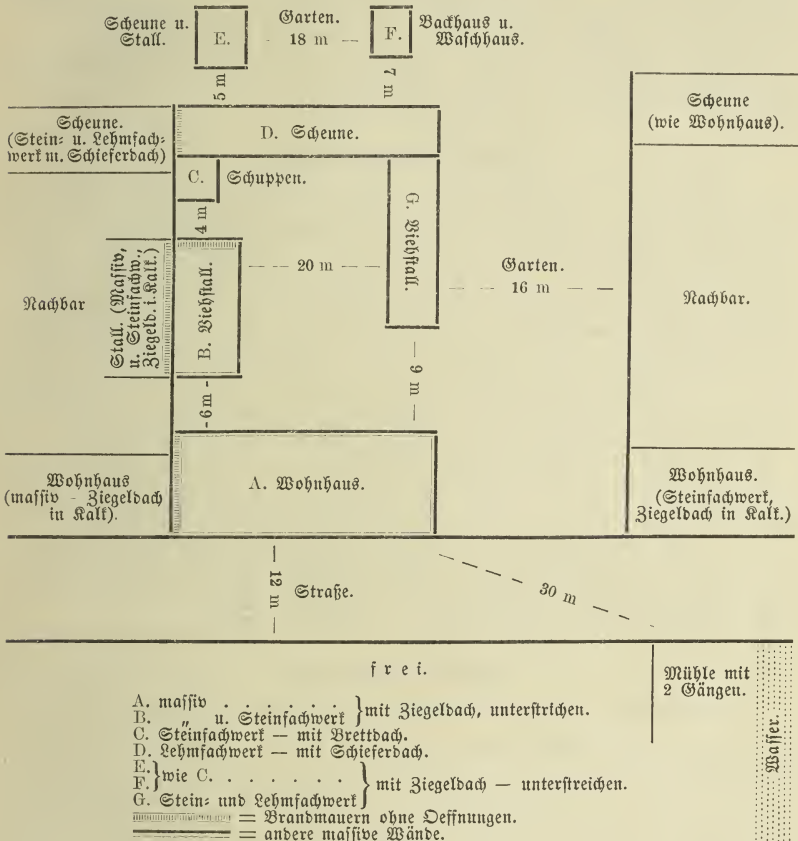 Scheune u. Stall.
E.
Garten.
18 m
F.
Backhaus u. Waschhaus.
5 m
7 m
Scheune.
(Stein= u. Lehmfach=
werk m. Schieferdach)
D. Scheune.
Scheune
(wie Wohnhaus).
C.
Schuppen.
4 m
G. Viehstall.
Nachbar
Stall. (Massiv,
u. Steinfachw.,
Ziegeld. i. Kalk.)
B. Viehstall.
20 m
Garten.
16 m
Nachbar.
6 m
9 m
Wohnhaus
(massiv - Ziegeldach
in Kalk).
A. Wohnhaus.
Wohnhaus.
(Steinfachwerk,
Ziegeldach in Kalk.)
12 m
Straße.
30 m
frei.
Mühle mit
2 Gängen.
Wasser.
A. massiv . . . . . .
B. „ u. Steinfachwerk } mit Ziegeldach, unterstrichen.
C. Steinfachwerk — mit Brettdach.
D. Lehmfachwerk — mit Schieferdach.
E.
F. } wie C. . . . . . . } mit Ziegeldach — unterstreichen.
G. Stein= und Lehmfachwerk
= Brandmauern ohne Oeffnungen.
= andere massive Wände.